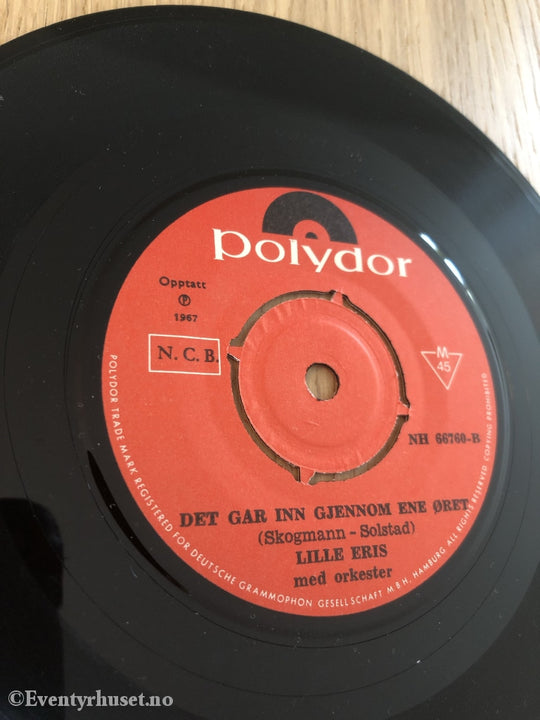 polydor
Opptatt
P
1967
N. C. B.
M
45
NH 66760-B
DET GAR INN GJENNOM ENE ØRET
(Skogmann - Solstad)
LILLE ERIS
med orkester
POLYDOR TRADE MARK REGISTERED FOR DEUTSCHE GRAMMOPHON GESELLSCHAFT M B H, HAMBURG ALL RIGHTS RESERVED COPYING PROHIBITED
©Eventyrhuset.no